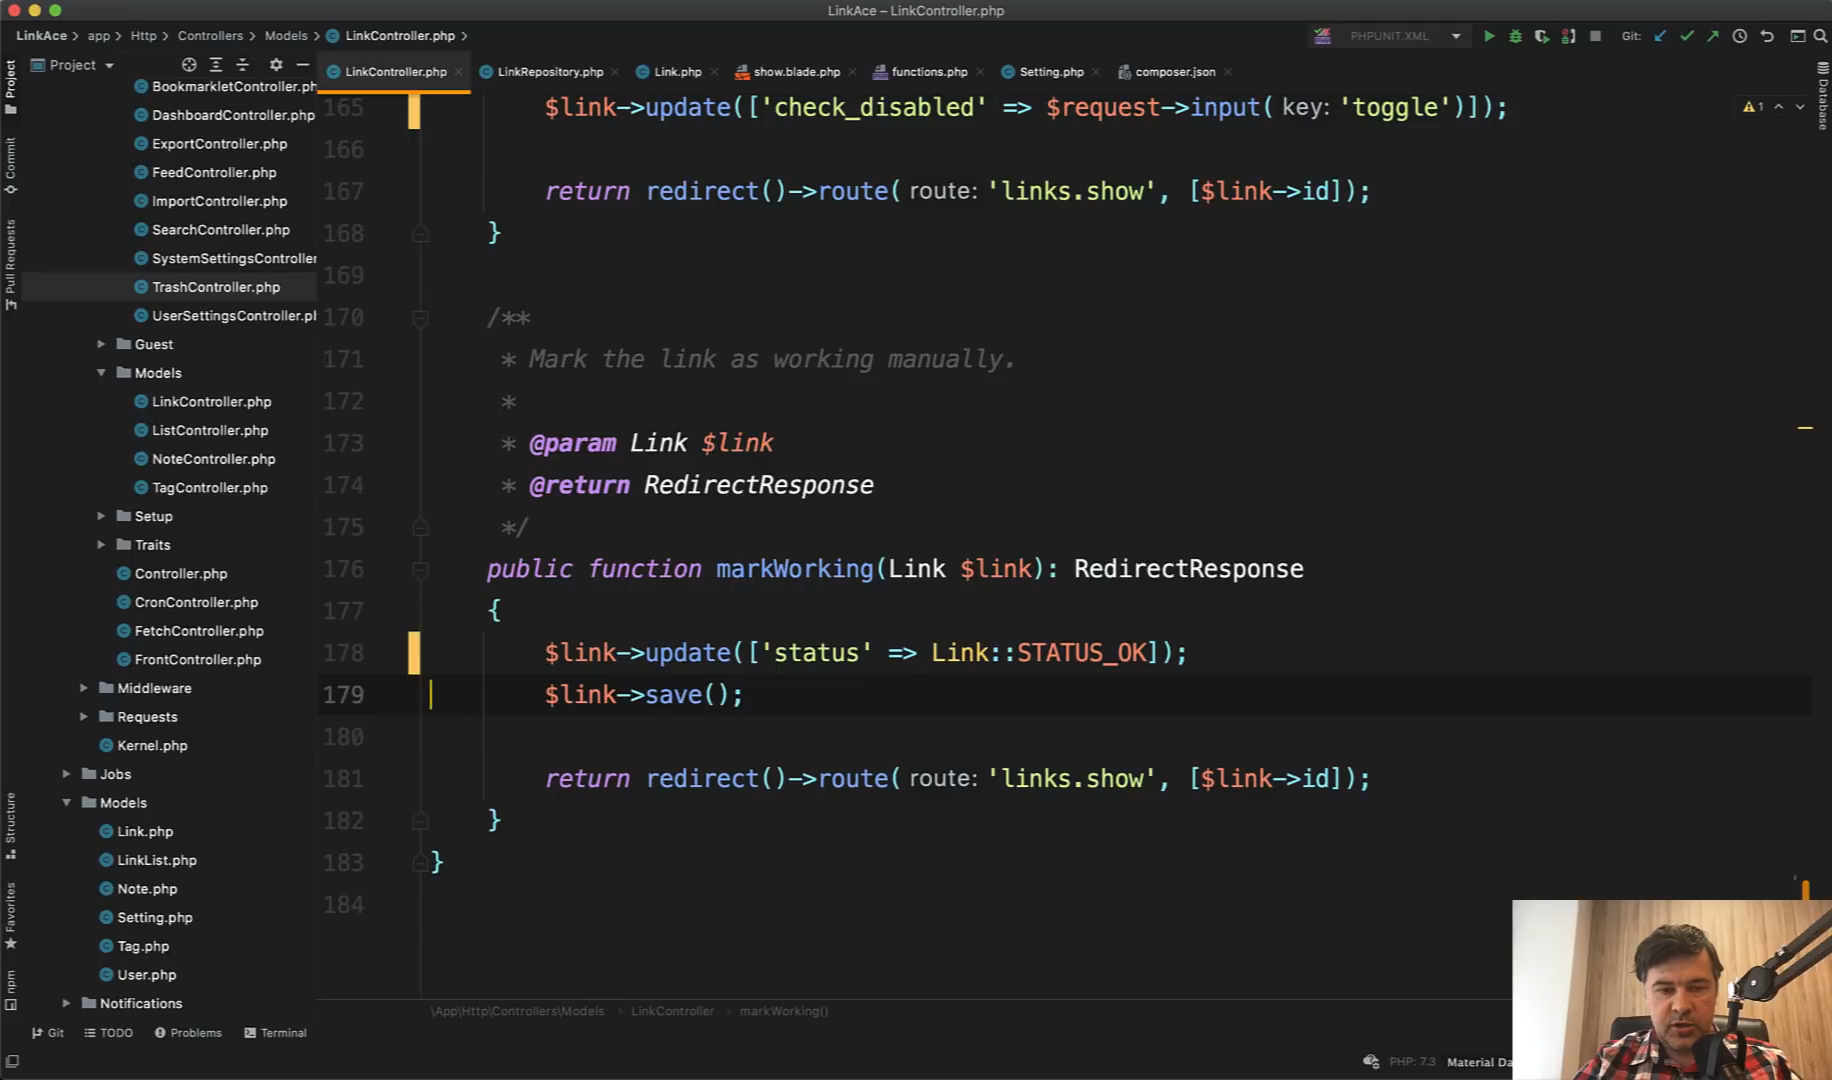 LinkAce – LinkController.php
LinkAce app Http Controllers Models LinkController.php
PHPUNIT.XML Git:
Project
LinkController.php LinkRepository.php Link.php show.blade.php functions.php Setting.php composer.json
Project
Commit
Pull Requests
Structure
Favorites
npm
Database
BookmarkletController.ph
DashboardController.php
ExportController.php
FeedController.php
ImportController.php
SearchController.php
SystemSettingsController
TrashController.php
UserSettingsController.pl
Guest
Models
LinkController.php
ListController.php
NoteController.php
TagController.php
Setup
Traits
Controller.php
CronController.php
FetchController.php
FrontController.php
Middleware
Requests
Kernel.php
Jobs
Models
Link.php
LinkList.php
Note.php
Setting.php
Tag.php
User.php
Notifications
1
165 $link->update(['check_disabled' => $request->input( key: 'toggle')]);
166
167 return redirect()->route( route: 'links.show', [$link->id]);
168 }
169
170 /**
171 * Mark the link as working manually.
172 *
173 * @param Link $link
174 * @return RedirectResponse
175 */
176 public function markWorking(Link $link): RedirectResponse
177 {
178 $link->update(['status' => Link::STATUS_OK]);
179 $link->save();
180
181 return redirect()->route( route: 'links.show', [$link->id]);
182 }
183 }
184
\App\Http\Controllers\Models LinkController markWorking()
Git TODO Problems Terminal
PHP: 7.3 Material Da